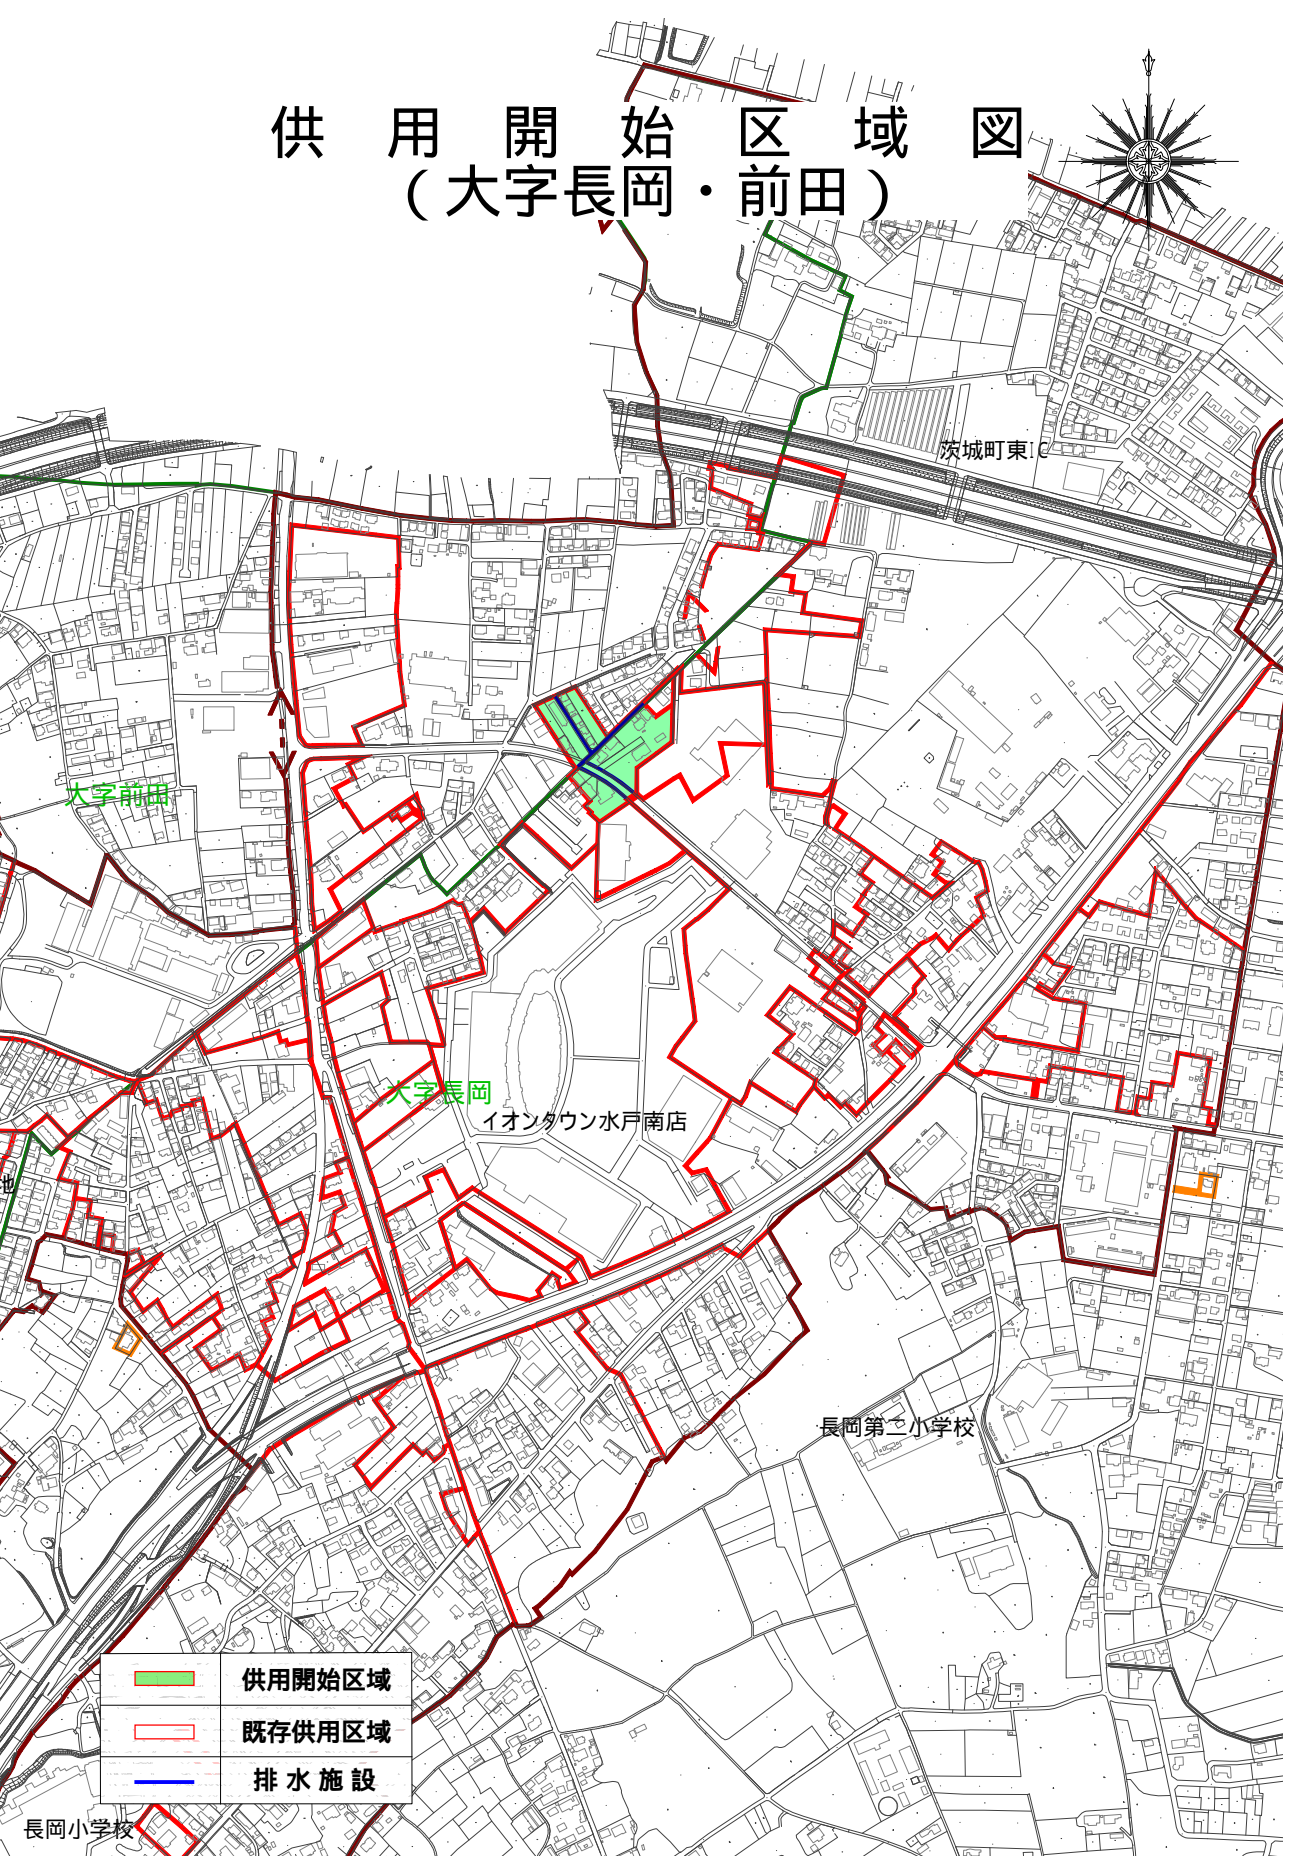 供用開始区域図
（大字長岡・前田）
茨城町東IC
大字前田
大字長岡
イオンタウン水戸南店
地
長岡第二小学校
供用開始区域
既存供用区域
排水施設
長岡小学校